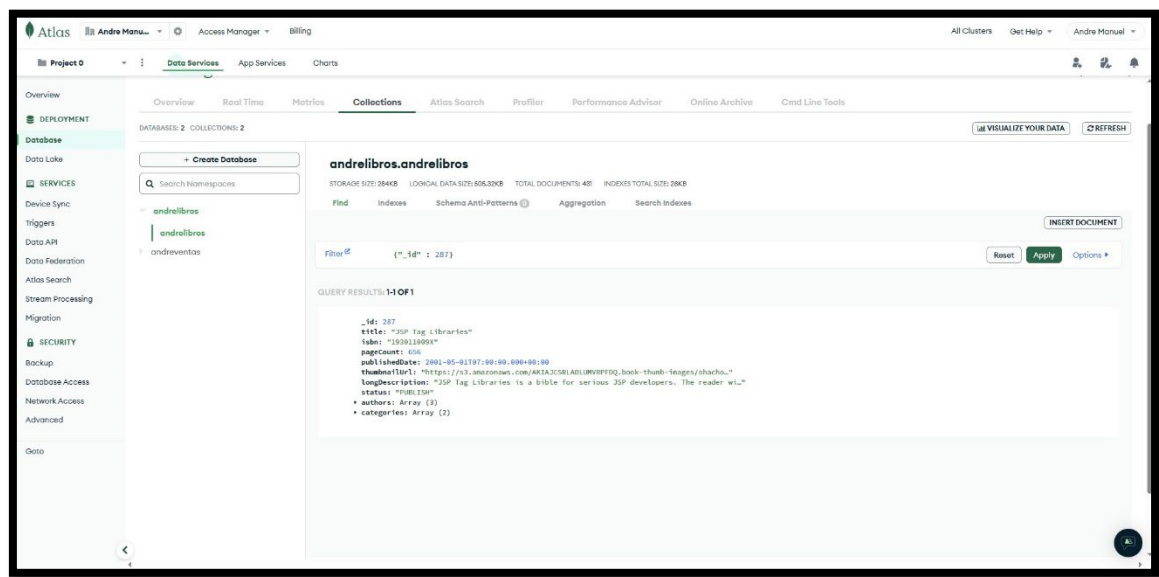 Atlas Andre Manu... Access Manager Billing All Clusters Get Help Andre Manuel
Project 0 Data Services App Services Charts
Overview
DEPLOYMENT
Database
Data Lake
SERVICES
Device Sync
Triggers
Data API
Data Federation
Atlas Search
Stream Processing
Migration
SECURITY
Backup
Database Access
Network Access
Advanced
Goto
Overview Real Time Metrics Collections Atlas Search Profiler Performance Advisor Online Archive Cmd Line Tools
DATABASES: 2 COLLECTIONS: 2 VISUALIZE YOUR DATA REFRESH
+ Create Database
Search Namespaces
andrelibros
andrelibros
andreventas
andrelibros.andrelibros
STORAGE SIZE: 284KB LOGICAL DATA SIZE: 505.32KB TOTAL DOCUMENTS: 431 INDEXES TOTAL SIZE: 28KB
Find Indexes Schema Anti-Patterns 0 Aggregation Search Indexes
INSERT DOCUMENT
Filter {"_id" : 287} Reset Apply Options
QUERY RESULTS: 1-1 OF 1
_id: 287
title: "JSP Tag Libraries"
isbn: "193011009X"
pageCount: 656
publishedDate: 2001-05-01T07:00:00.000+00:00
thumbnailUrl: "https://s3.amazonaws.com/AKIAJC5RLADLUMVRPFDQ.book-thumb-images/shacho…"
longDescription: "JSP Tag Libraries is a bible for serious JSP developers. The reader wi…"
status: "PUBLISH"
authors: Array (3)
categories: Array (2)